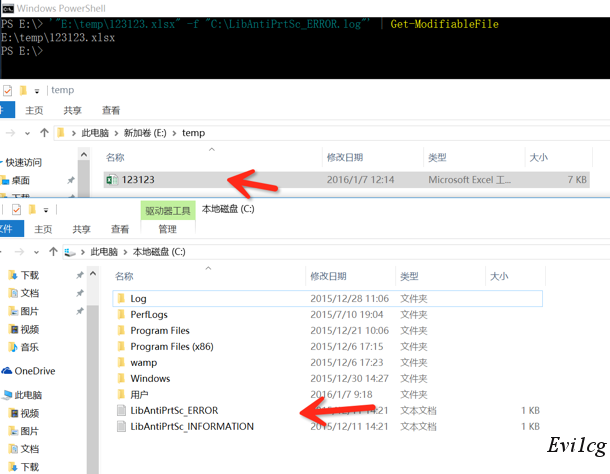 Windows PowerShell
PS E:\> '"E:\temp\123123.xlsx" -f "C:\LibAntiPrtSc_ERROR.log"' | Get-ModifiableFile
E:\temp\123123.xlsx
PS E:\>
temp
主页 共享 查看
此电脑 新加卷 (E:) temp
快速访问
名称 修改日期 类型 大小
桌面
123123 2016/1/7 12:14 Microsoft Excel 工... 7 KB
驱动器工具 本地磁盘 (C:)
文件 主页 共享 查看 管理
此电脑 本地磁盘 (C:)
名称 修改日期 类型 大小
下载
文档
图片
视频
音乐
OneDrive
此电脑
视频
图片
文档
下载
Log 2015/12/28 11:06 文件夹
PerfLogs 2015/7/10 19:04 文件夹
Program Files 2015/12/21 10:06 文件夹
Program Files (x86) 2015/12/6 17:15 文件夹
wamp 2015/12/6 17:23 文件夹
Windows 2015/12/30 14:27 文件夹
用户 2016/1/7 9:18 文件夹
LibAntiPrtSc_ERROR 14:21 文本文档 1 KB
LibAntiPrtSc_INFORMATION 2015/12/11 14:21 文本文档 1 KB
Evi1cg